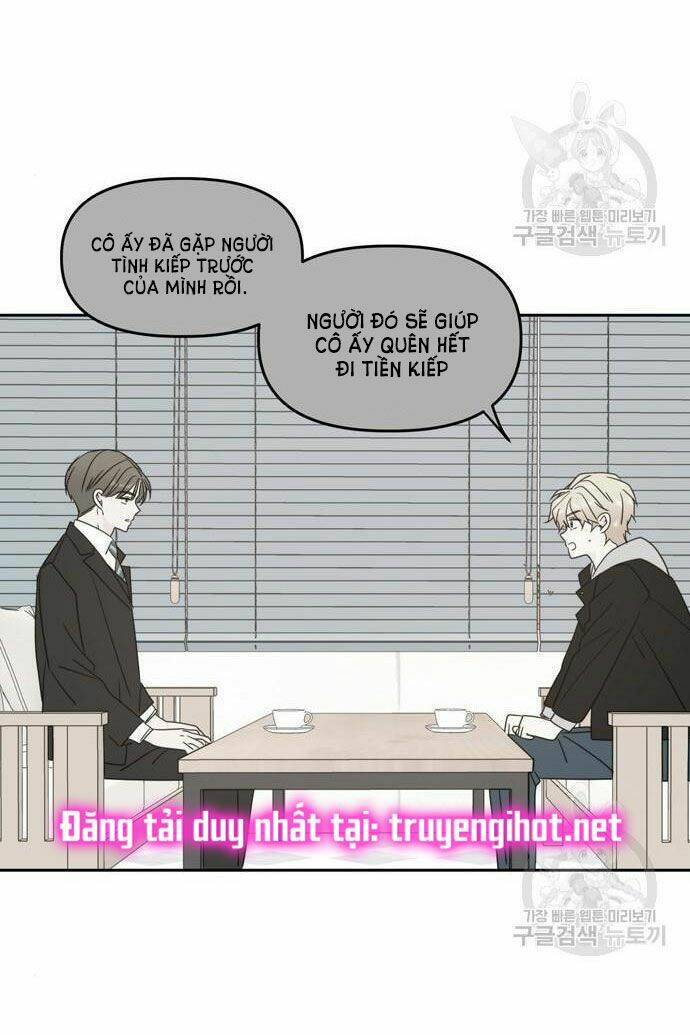 가장 빠른 웹툰 미리보기
구글검색 뉴토끼
CÔ ẤY ĐÃ GẶP NGƯỜI
TÌNH KIẾP TRƯỚC
CỦA MÌNH RỒI.
NGƯỜI ĐÓ SẼ GIÚP
CÔ ẤY QUÊN HẾT
ĐI TIỀN KIẾP
Đăng tải duy nhất tại: truyengihot.net
가장 빠른 웹툰 미리보기
구글검색 뉴토끼